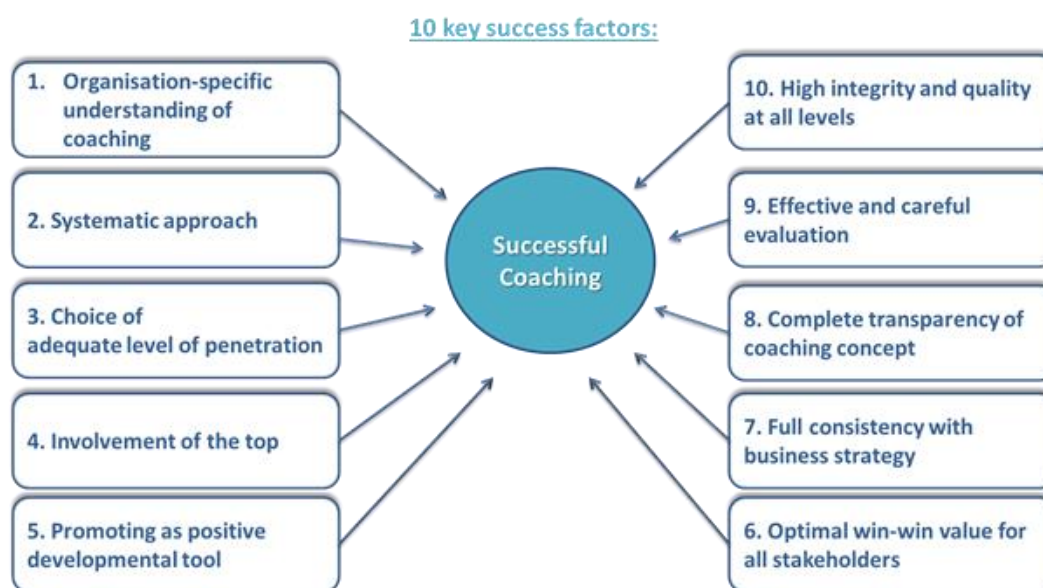 10 key success factors:
1. Organisation-specific
understanding of
coaching
2. Systematic approach
3. Choice of
adequate level of penetration
4. Involvement of the top
5. Promoting as positive
developmental tool
Successful
Coaching
10. High integrity and quality
at all levels
9. Effective and careful
evaluation
8. Complete transparency of
coaching concept
7. Full consistency with
business strategy
6. Optimal win-win value for
all stakeholders